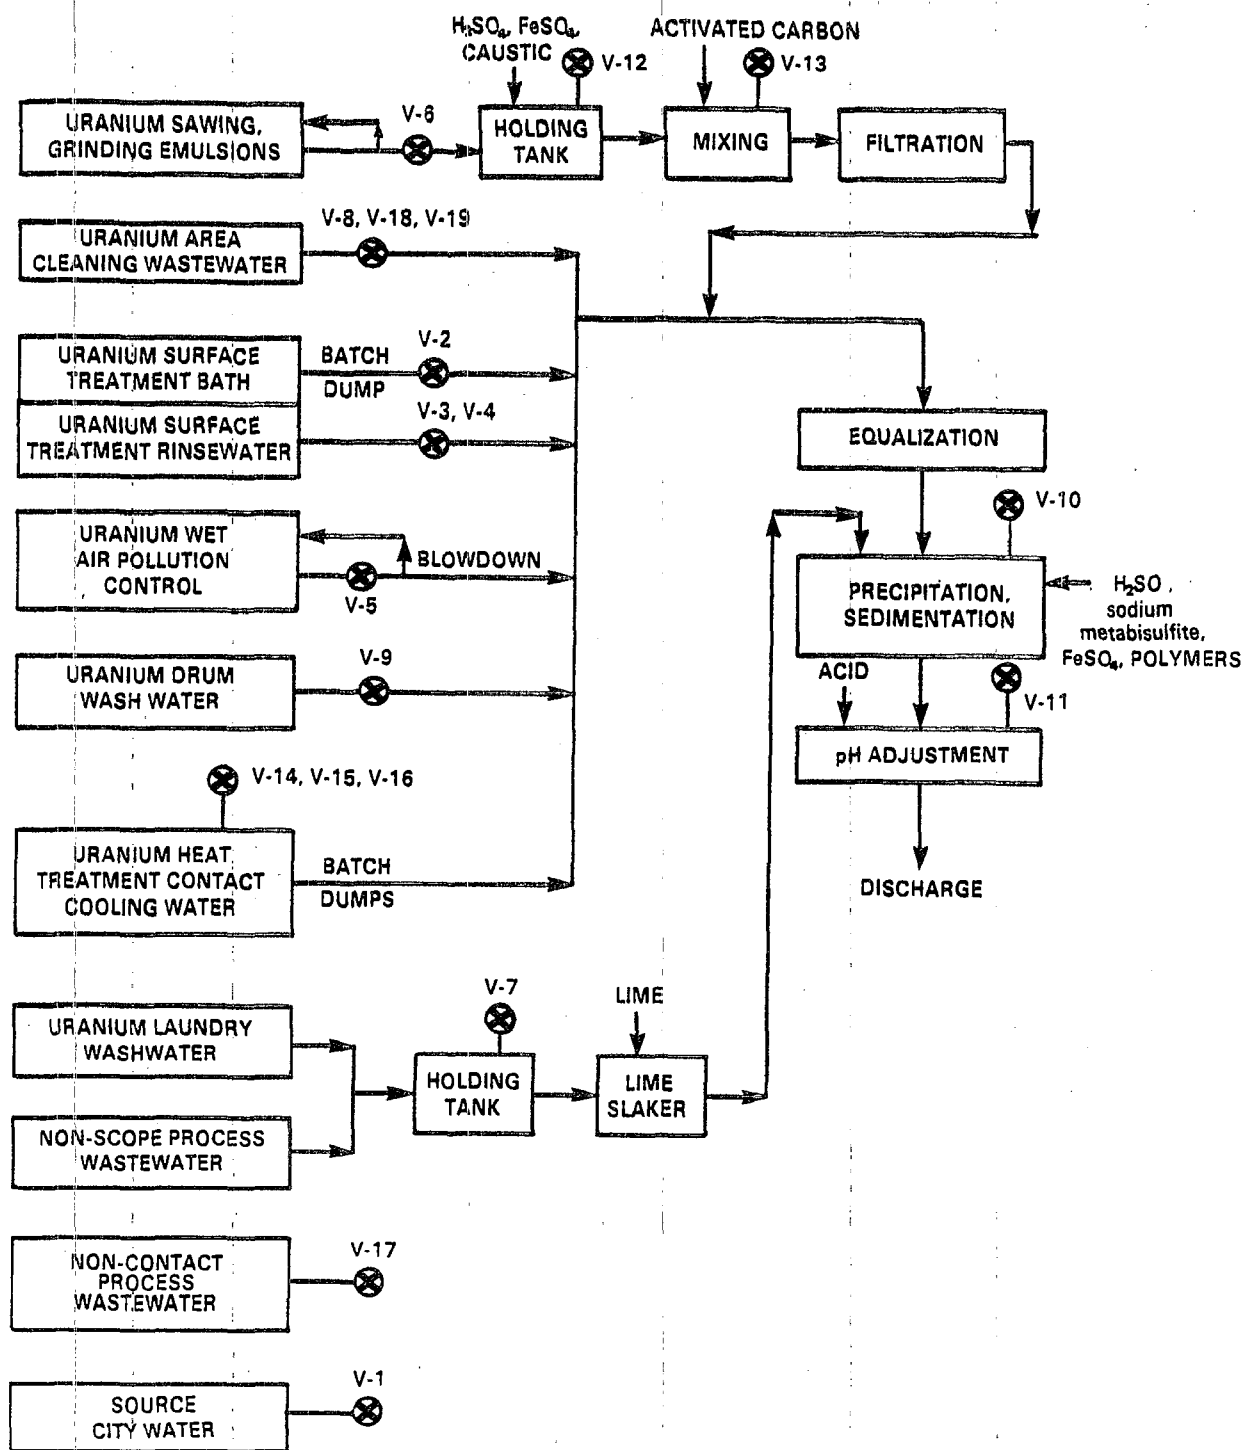 H₂SO₄, FeSO₄,
CAUSTIC
V-12
ACTIVATED CARBON
V-13
URANIUM SAWING,
GRINDING EMULSIONS
V-6
HOLDING
TANK
MIXING
FILTRATION
URANIUM AREA
CLEANING WASTEWATER
V-8, V-18, V-19
URANIUM SURFACE
TREATMENT BATH
BATCH
DUMP
V-2
URANIUM SURFACE
TREATMENT RINSEWATER
V-3, V-4
EQUALIZATION
URANIUM WET
AIR POLLUTION
CONTROL
BLOWDOWN
V-5
V-10
PRECIPITATION,
SEDIMENTATION
H₂SO ,
sodium
metabisulfite,
FeSO₄, POLYMERS
URANIUM DRUM
WASH WATER
V-9
ACID
V-11
pH ADJUSTMENT
V-14, V-15, V-16
URANIUM HEAT
TREATMENT CONTACT
COOLING WATER
BATCH
DUMPS
DISCHARGE
URANIUM LAUNDRY
WASHWATER
V-7
HOLDING
TANK
LIME
LIME
SLAKER
NON-SCOPE PROCESS
WASTEWATER
NON-CONTACT
PROCESS
WASTEWATER
V-17
SOURCE
CITY WATER
V-1